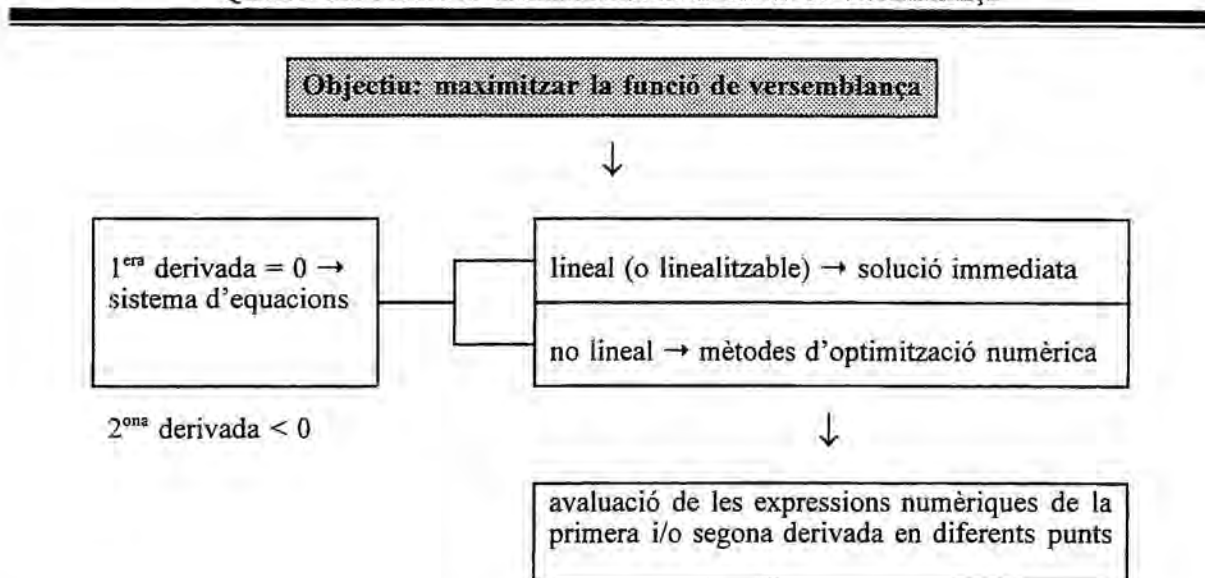 Objectiu: maximitzar la funció de versemblança
↓
1era derivada = 0 →
sistema d'equacions
lineal (o linealitzable) → solució immediata
no lineal → mètodes d'optimització numèrica
2ona derivada < 0
↓
avaluació de les expressions numèriques de la
primera i/o segona derivada en diferents punts